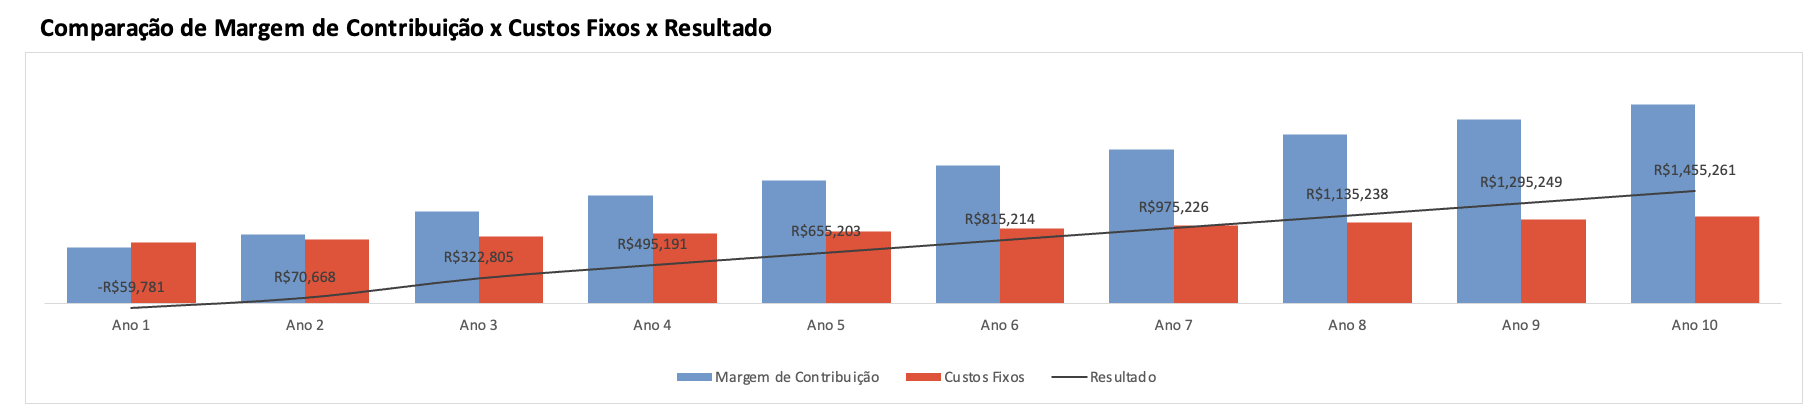 Comparação de Margem de Contribuição x Custos Fixos x Resultado
-R$59,781
R$70,668
R$322,805
R$495,191
R$655,203
R$815,214
R$975,226
R$1,135,238
R$1,295,249
R$1,455,261
Ano 1
Ano 2
Ano 3
Ano 4
Ano 5
Ano 6
Ano 7
Ano 8
Ano 9
Ano 10
Margem de Contribuição
Custos Fixos
Resultado